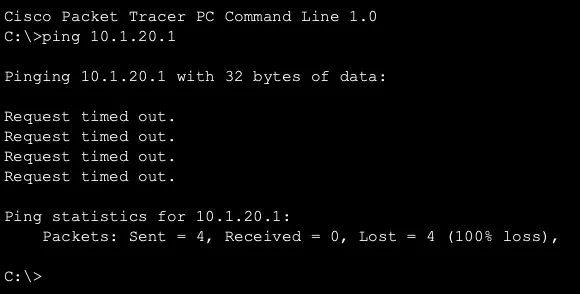 Cisco Packet Tracer PC Command Line 1.0
C:\>ping 10.1.20.1
Pinging 10.1.20.1 with 32 bytes of data:
Request timed out.
Request timed out.
Request timed out.
Request timed out.
Ping statistics for 10.1.20.1:
    Packets: Sent = 4, Received = 0, Lost = 4 (100% loss),
C:\>